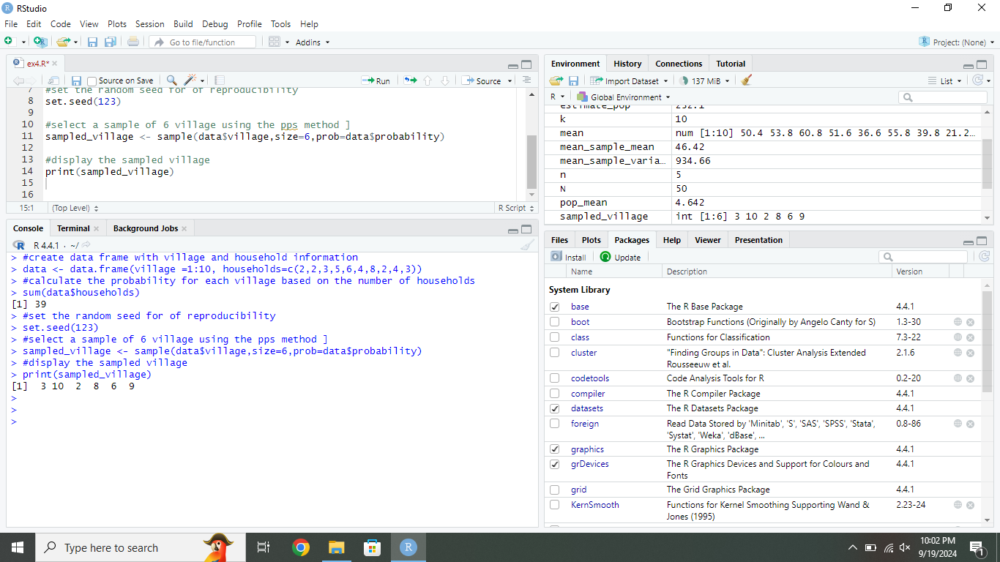 RStudio
File Edit Code View Plots Session Build Debug Profile Tools Help
Go to file/function Addins Project: (None)
ex4.R*
Source on Save Run Source
7 #set the random seed for of reproducibility
8 set.seed(123)
9
10 #select a sample of 6 village using the pps method ]
11 sampled_village <- sample(data$village,size=6,prob=data$probability)
12
13 #display the sampled village
14 print(sampled_village)
15
16
15:1 (Top Level) R Script
Console Terminal Background Jobs
R 4.4.1 · ~/
> #create data frame with village and household information
> data <- data.frame(village =1:10, households=c(2,2,3,5,6,4,8,2,4,3))
> #calculate the probability for each village based on the number of households
> sum(data$households)
[1] 39
> #set the random seed for of reproducibility
> set.seed(123)
> #select a sample of 6 village using the pps method ]
> sampled_village <- sample(data$village,size=6,prob=data$probability)
> #display the sampled village
> print(sampled_village)
[1]  3 10  2  8  6  9
>
>
>
Environment History Connections Tutorial
Import Dataset 137 MiB List
R Global Environment
estimate_pop 232.1
k 10
mean num [1:10] 50.4 53.8 60.8 51.6 36.6 55.8 39.8 21.2…
mean_sample_mean 46.42
mean_sample_varia… 934.66
n 5
N 50
pop_mean 4.642
sampled_village int [1:6] 3 10 2 8 6 9
Files Plots Packages Help Viewer Presentation
Install Update
Name Description Version
System Library
base The R Base Package 4.4.1
boot Bootstrap Functions (Originally by Angelo Canty for S) 1.3-30
class Functions for Classification 7.3-22
cluster "Finding Groups in Data": Cluster Analysis Extended 2.1.6
Rousseeuw et al.
codetools Code Analysis Tools for R 0.2-20
compiler The R Compiler Package 4.4.1
datasets The R Datasets Package 4.4.1
foreign Read Data Stored by 'Minitab', 'S', 'SAS', 'SPSS', 'Stata', 0.8-86
'Systat', 'Weka', 'dBase', ...
graphics The R Graphics Package 4.4.1
grDevices The R Graphics Devices and Support for Colours and 4.4.1
Fonts
grid The Grid Graphics Package 4.4.1
KernSmooth Functions for Kernel Smoothing Supporting Wand & 2.23-24
Jones (1995)
Type here to search
10:02 PM
9/19/2024
1